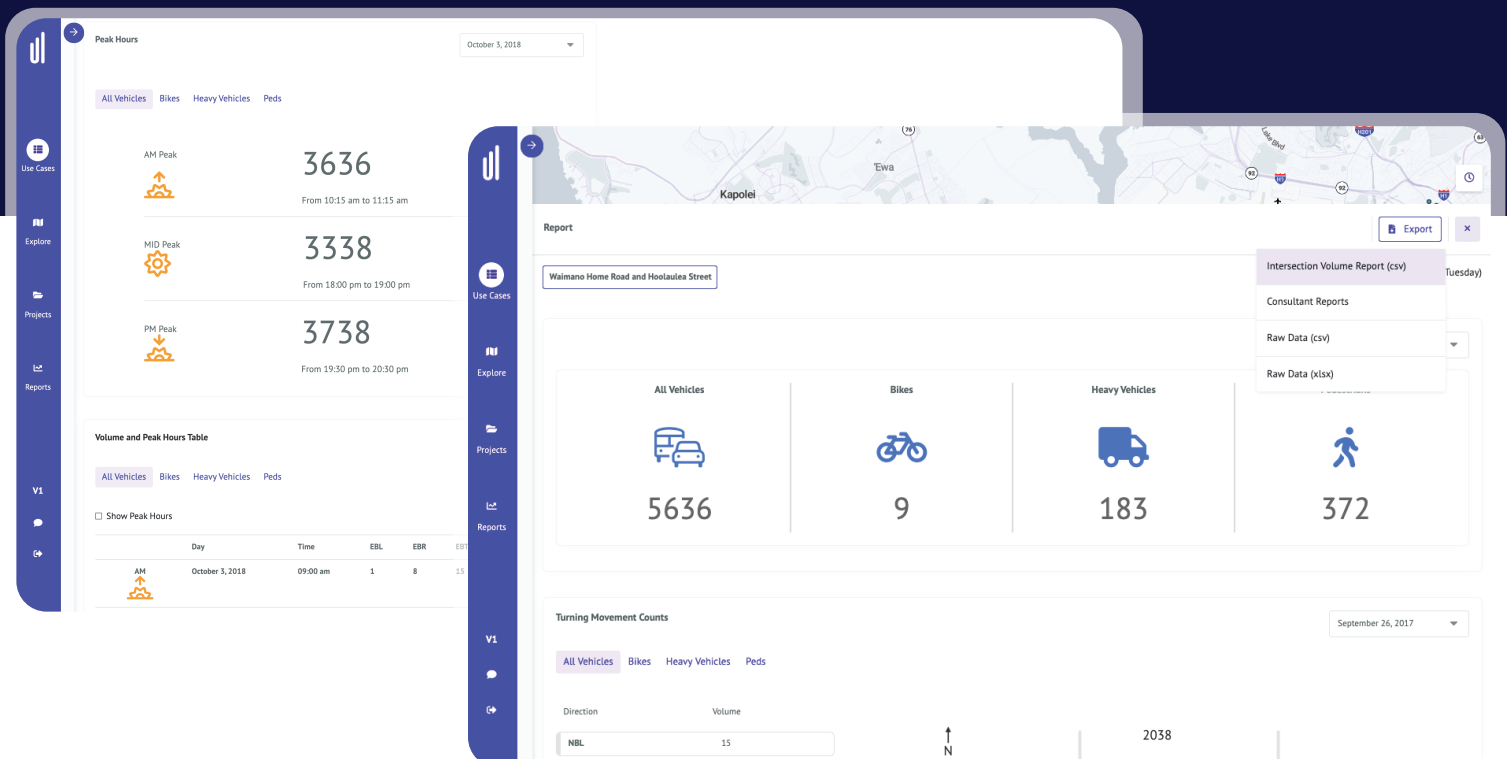 Peak Hours
October 3, 2018
All Vehicles Bikes Heavy Vehicles Peds
AM Peak
3636
From 10:15 am to 11:15 am
MID Peak
3338
From 18:00 pm to 19:00 pm
PM Peak
3738
From 19:30 pm to 20:30 pm
Volume and Peak Hours Table
All Vehicles Bikes Heavy Vehicles Peds
Show Peak Hours
Day Time EBL EBR EBT
AM October 3, 2018 09:00 am 1 8 15
Use Cases
Explore
Projects
Reports
V1
76
H201
63
Lake Blvd
'Ewa
Kapolei
92
H1
92
H1
Report
Export
Waimano Home Road and Hoolaulea Street
Tuesday)
Intersection Volume Report (csv)
Consultant Reports
Raw Data (csv)
Raw Data (xlsx)
All Vehicles Bikes Heavy Vehicles
5636 9 183 372
Turning Movement Counts
September 26, 2017
All Vehicles Bikes Heavy Vehicles Peds
Direction Volume
NBL 15
N
2038
Use Cases
Explore
Projects
Reports
V1